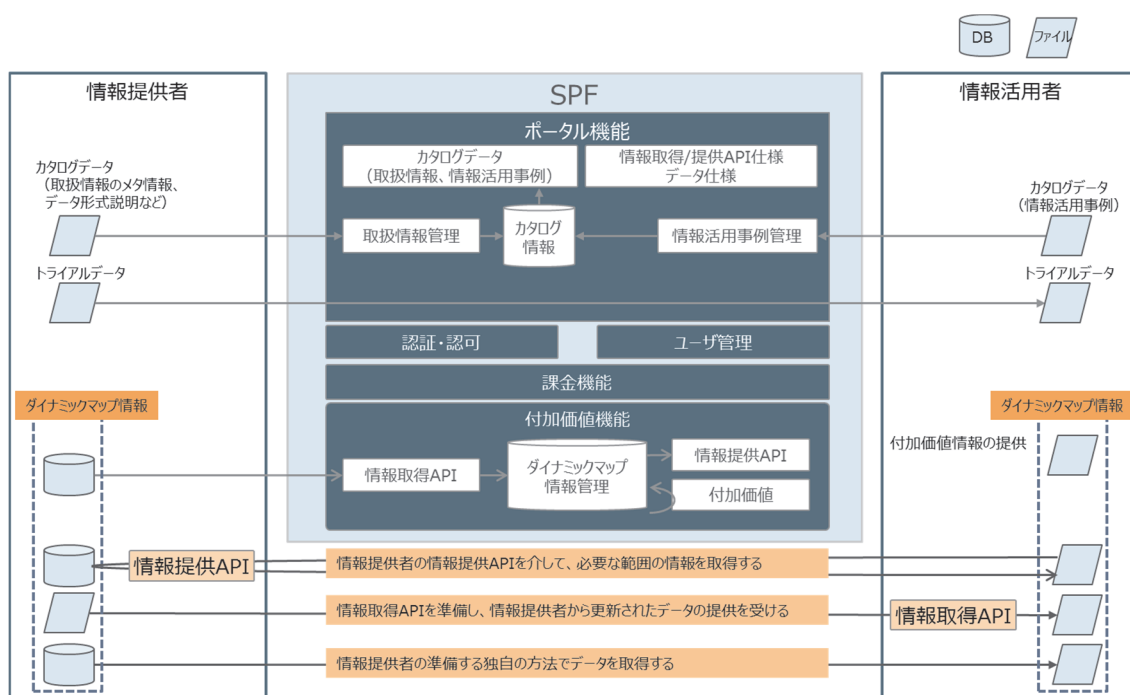 DB
ファイル
情報提供者
SPF
情報活用者
ポータル機能
カタログデータ
(取扱情報のメタ情報、
データ形式説明など)
カタログデータ
(取扱情報、情報活用事例)
情報取得/提供API仕様
データ仕様
カタログデータ
(情報活用事例)
取扱情報管理
カタログ
情報
情報活用事例管理
トライアルデータ
トライアルデータ
認証・認可
ユーザ管理
課金機能
ダイナミックマップ情報
ダイナミックマップ情報
付加価値機能
付加価値情報の提供
情報取得API
ダイナミックマップ
情報管理
情報提供API
付加価値
情報提供API
情報提供者の情報提供APIを介して、必要な範囲の情報を取得する
情報取得APIを準備し、情報提供者から更新されたデータの提供を受ける
情報取得API
情報提供者の準備する独自の方法でデータを取得する